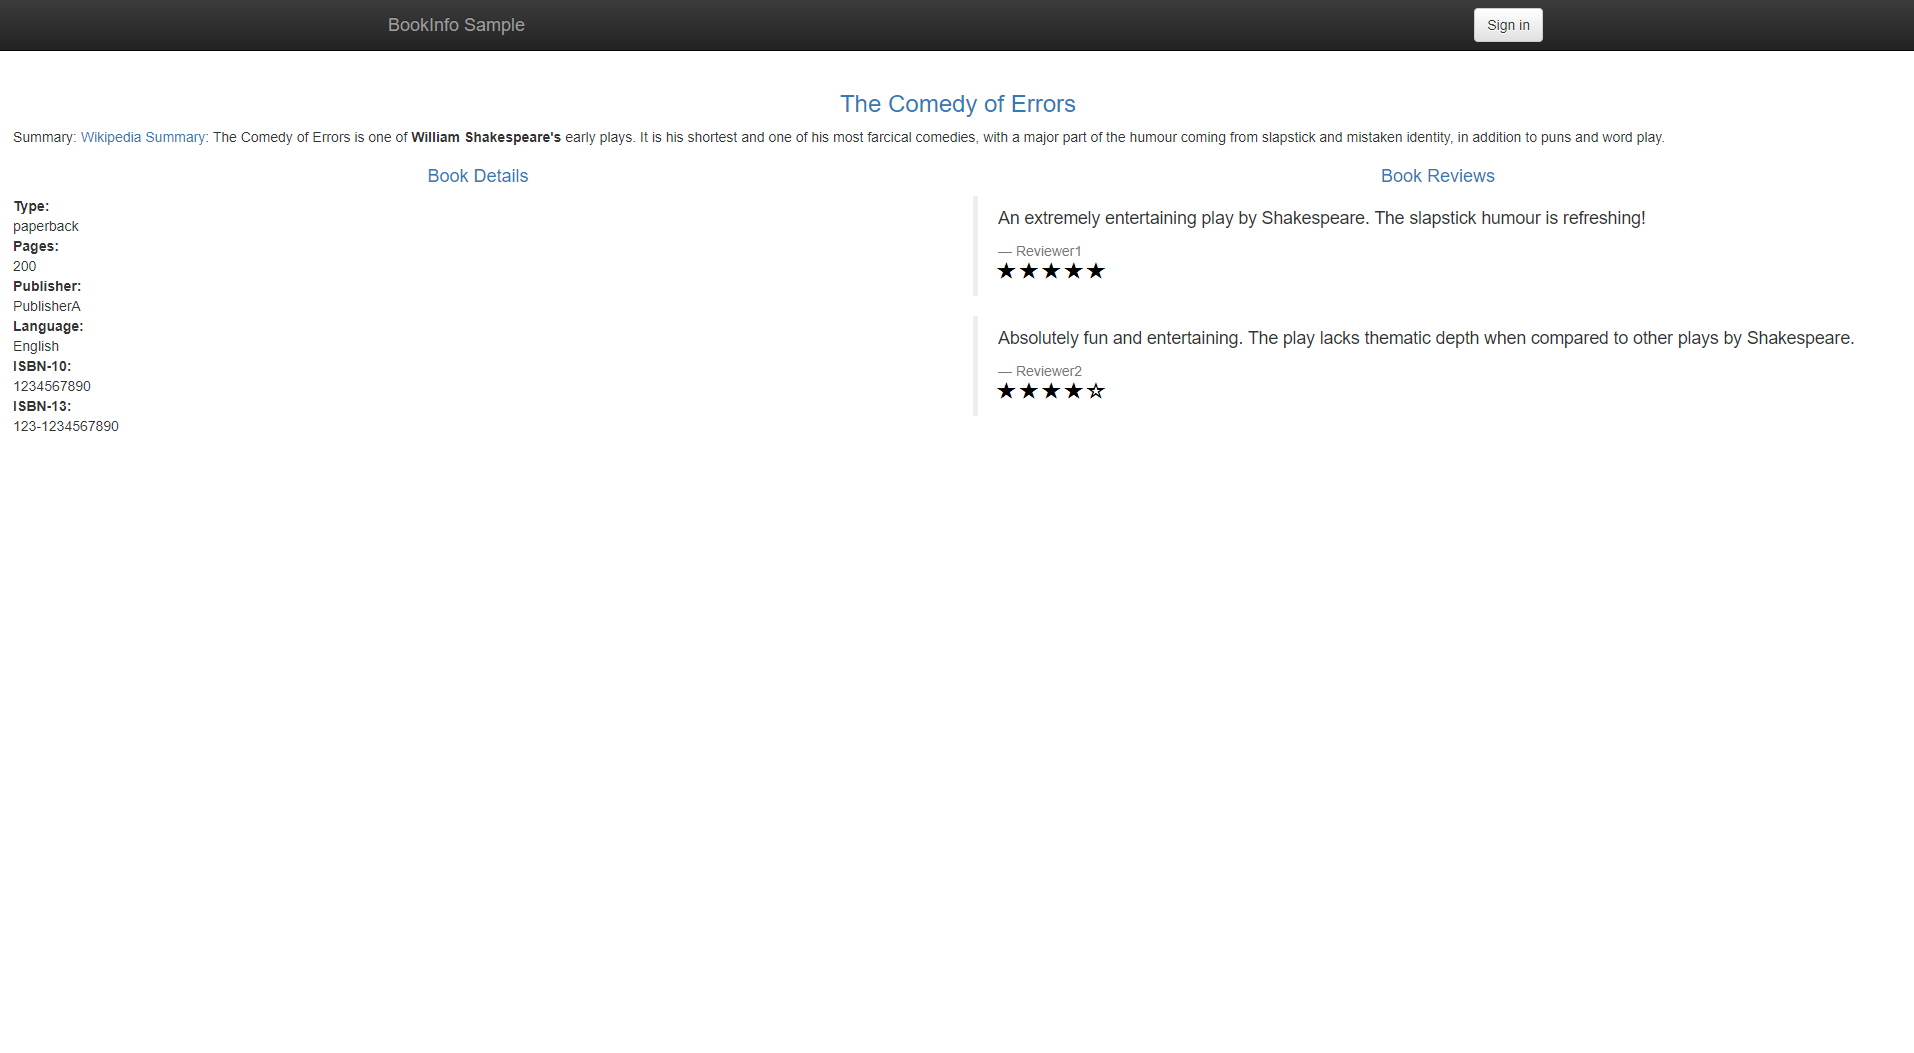 BookInfo Sample
Sign in
The Comedy of Errors
Summary: Wikipedia Summary: The Comedy of Errors is one of William Shakespeare's early plays. It is his shortest and one of his most farcical comedies, with a major part of the humour coming from slapstick and mistaken identity, in addition to puns and word play.
Book Details
Type:
paperback
Pages:
200
Publisher:
PublisherA
Language:
English
ISBN-10:
1234567890
ISBN-13:
123-1234567890
Book Reviews
An extremely entertaining play by Shakespeare. The slapstick humour is refreshing!
— Reviewer1
★★★★★
Absolutely fun and entertaining. The play lacks thematic depth when compared to other plays by Shakespeare.
— Reviewer2
★★★★☆